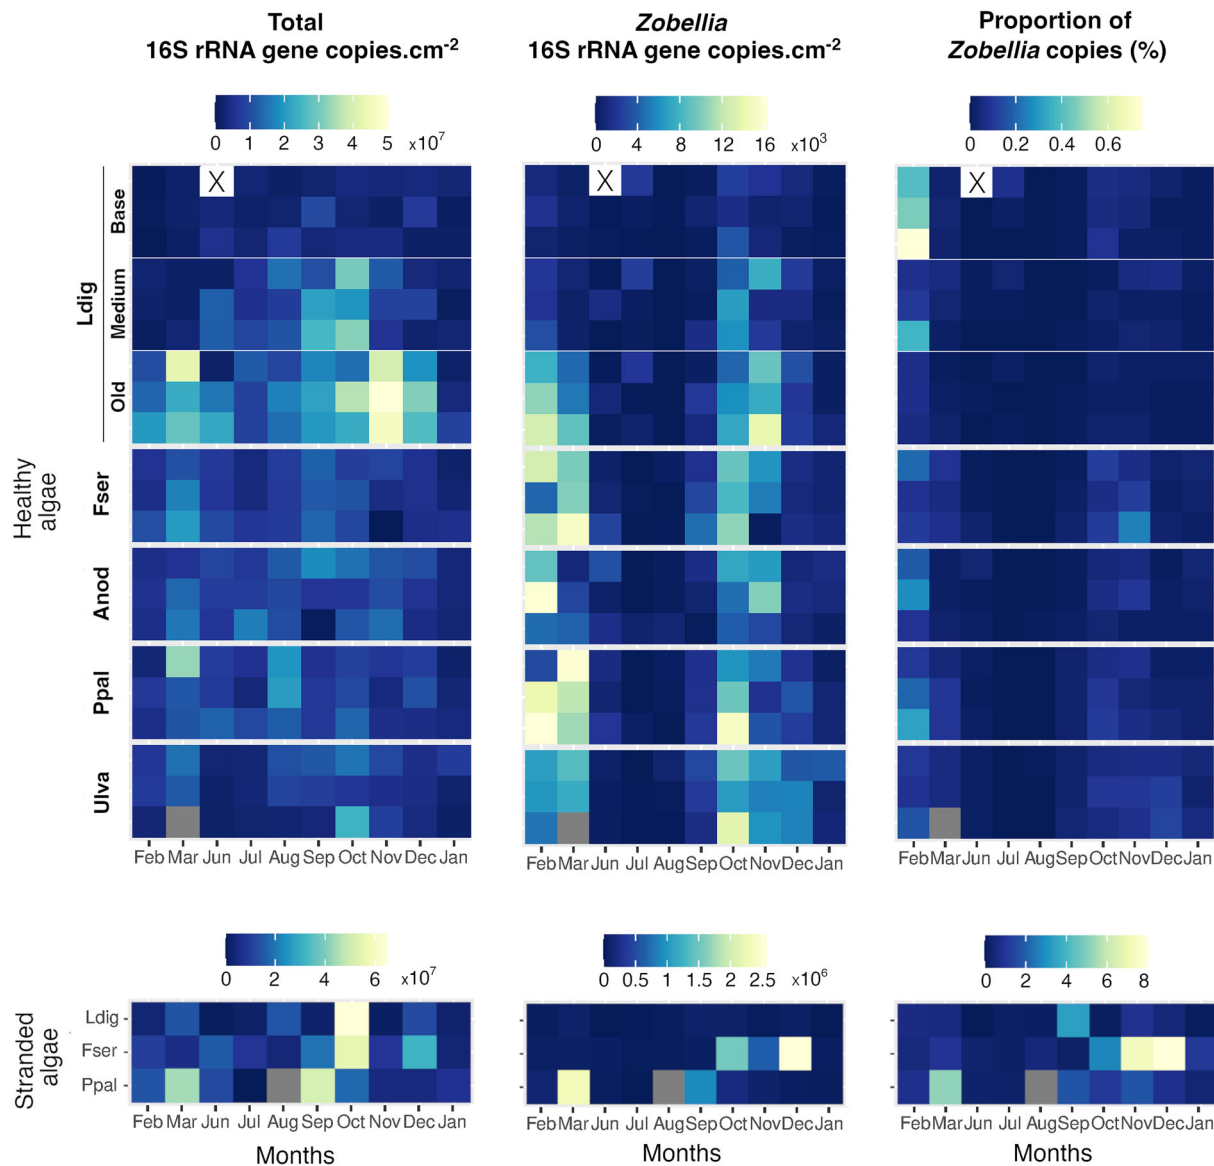 Total
16S rRNA gene copies.cm-2
Zobellia
16S rRNA gene copies.cm-2
Proportion of
Zobellia copies (%)
0 1 2 3 4 5 x10^7
0 4 8 12 16 x10^3
0 0.2 0.4 0.6
X X X
Healthy
algae
Ldig
Base
Medium
Old
Fser
Anod
Ppal
Ulva
Feb Mar Jun Jul Aug Sep Oct Nov Dec Jan
Feb Mar Jun Jul Aug Sep Oct Nov Dec Jan
Feb Mar Jun Jul Aug Sep Oct Nov Dec Jan
0 2 4 6 x10^7
0 0.5 1 1.5 2 2.5 x10^6
0 2 4 6 8
Stranded
algae
Ldig
Fser
Ppal
Feb Mar Jun Jul Aug Sep Oct Nov Dec Jan
Feb Mar Jun Jul Aug Sep Oct Nov Dec Jan
Feb Mar Jun Jul Aug Sep Oct Nov Dec Jan
Months
Months
Months